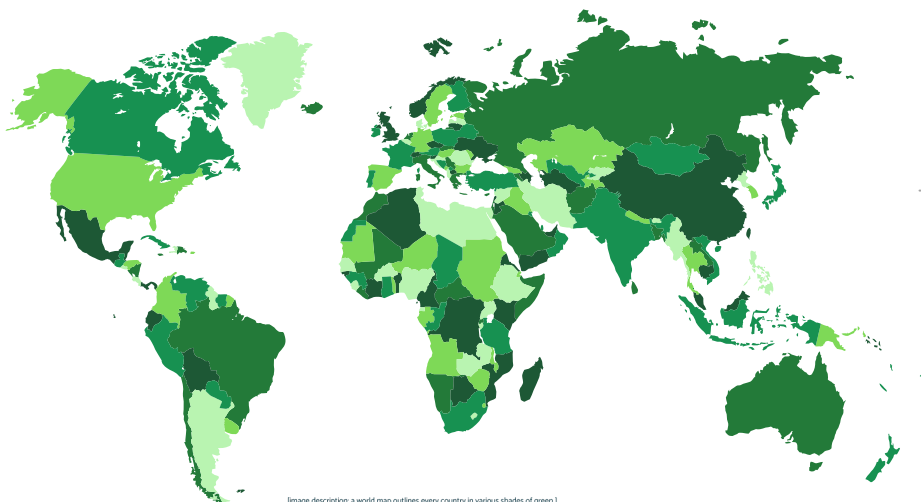 [image description: a world map outlines every country in various shades of green.]